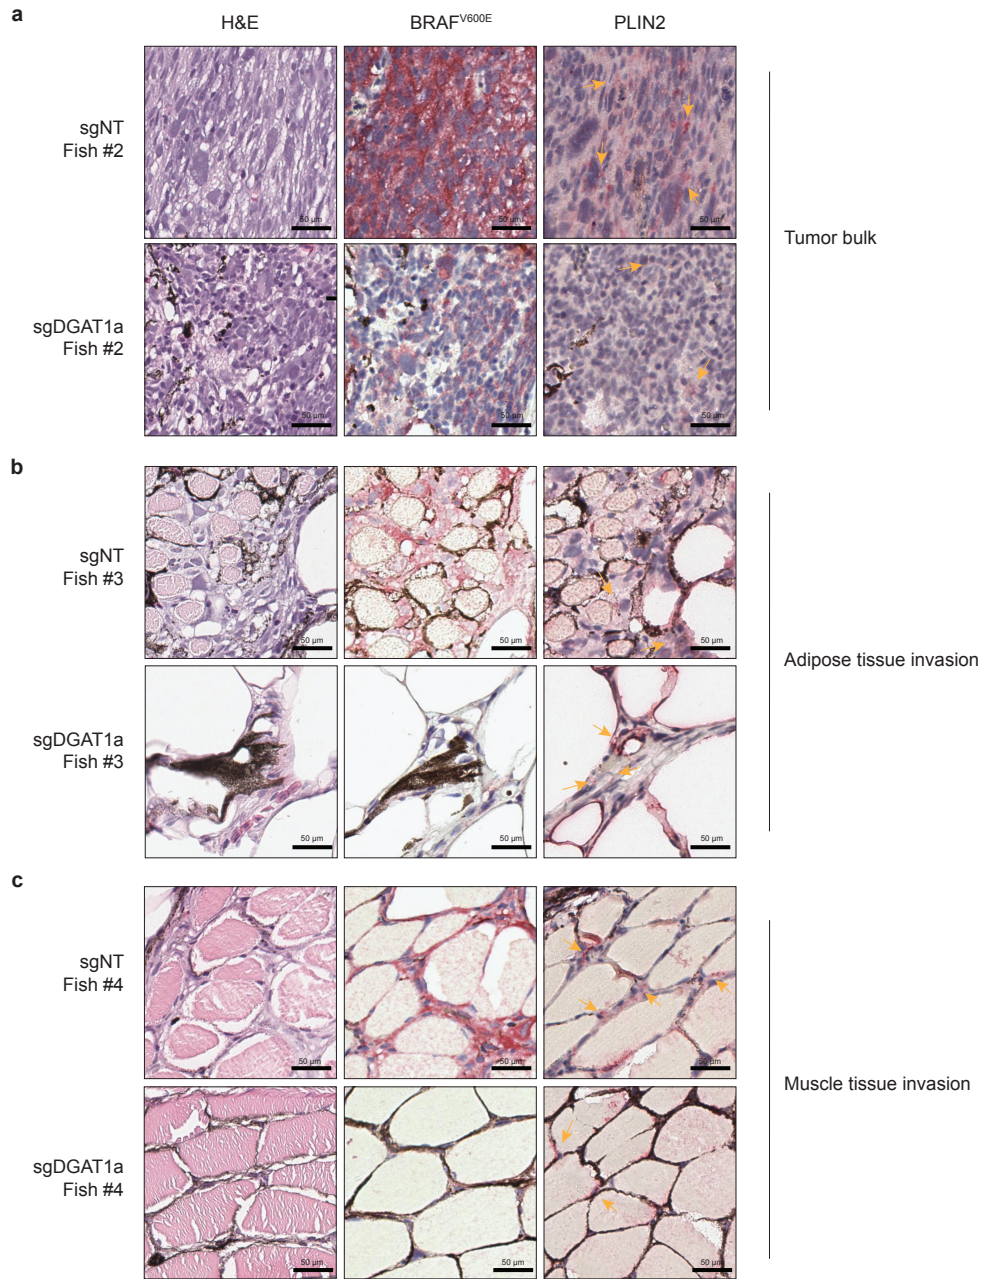 a
H&E
BRAFV600E
PLIN2
sgNT
Fish #2
50 µm
50 µm
50 µm
Tumor bulk
sgDGAT1a
Fish #2
50 µm
50 µm
50 µm
b
sgNT
Fish #3
50 µm
50 µm
50 µm
Adipose tissue invasion
sgDGAT1a
Fish #3
50 µm
50 µm
50 µm
c
sgNT
Fish #4
50 µm
50 µm
50 µm
Muscle tissue invasion
sgDGAT1a
Fish #4
50 µm
50 µm
50 µm